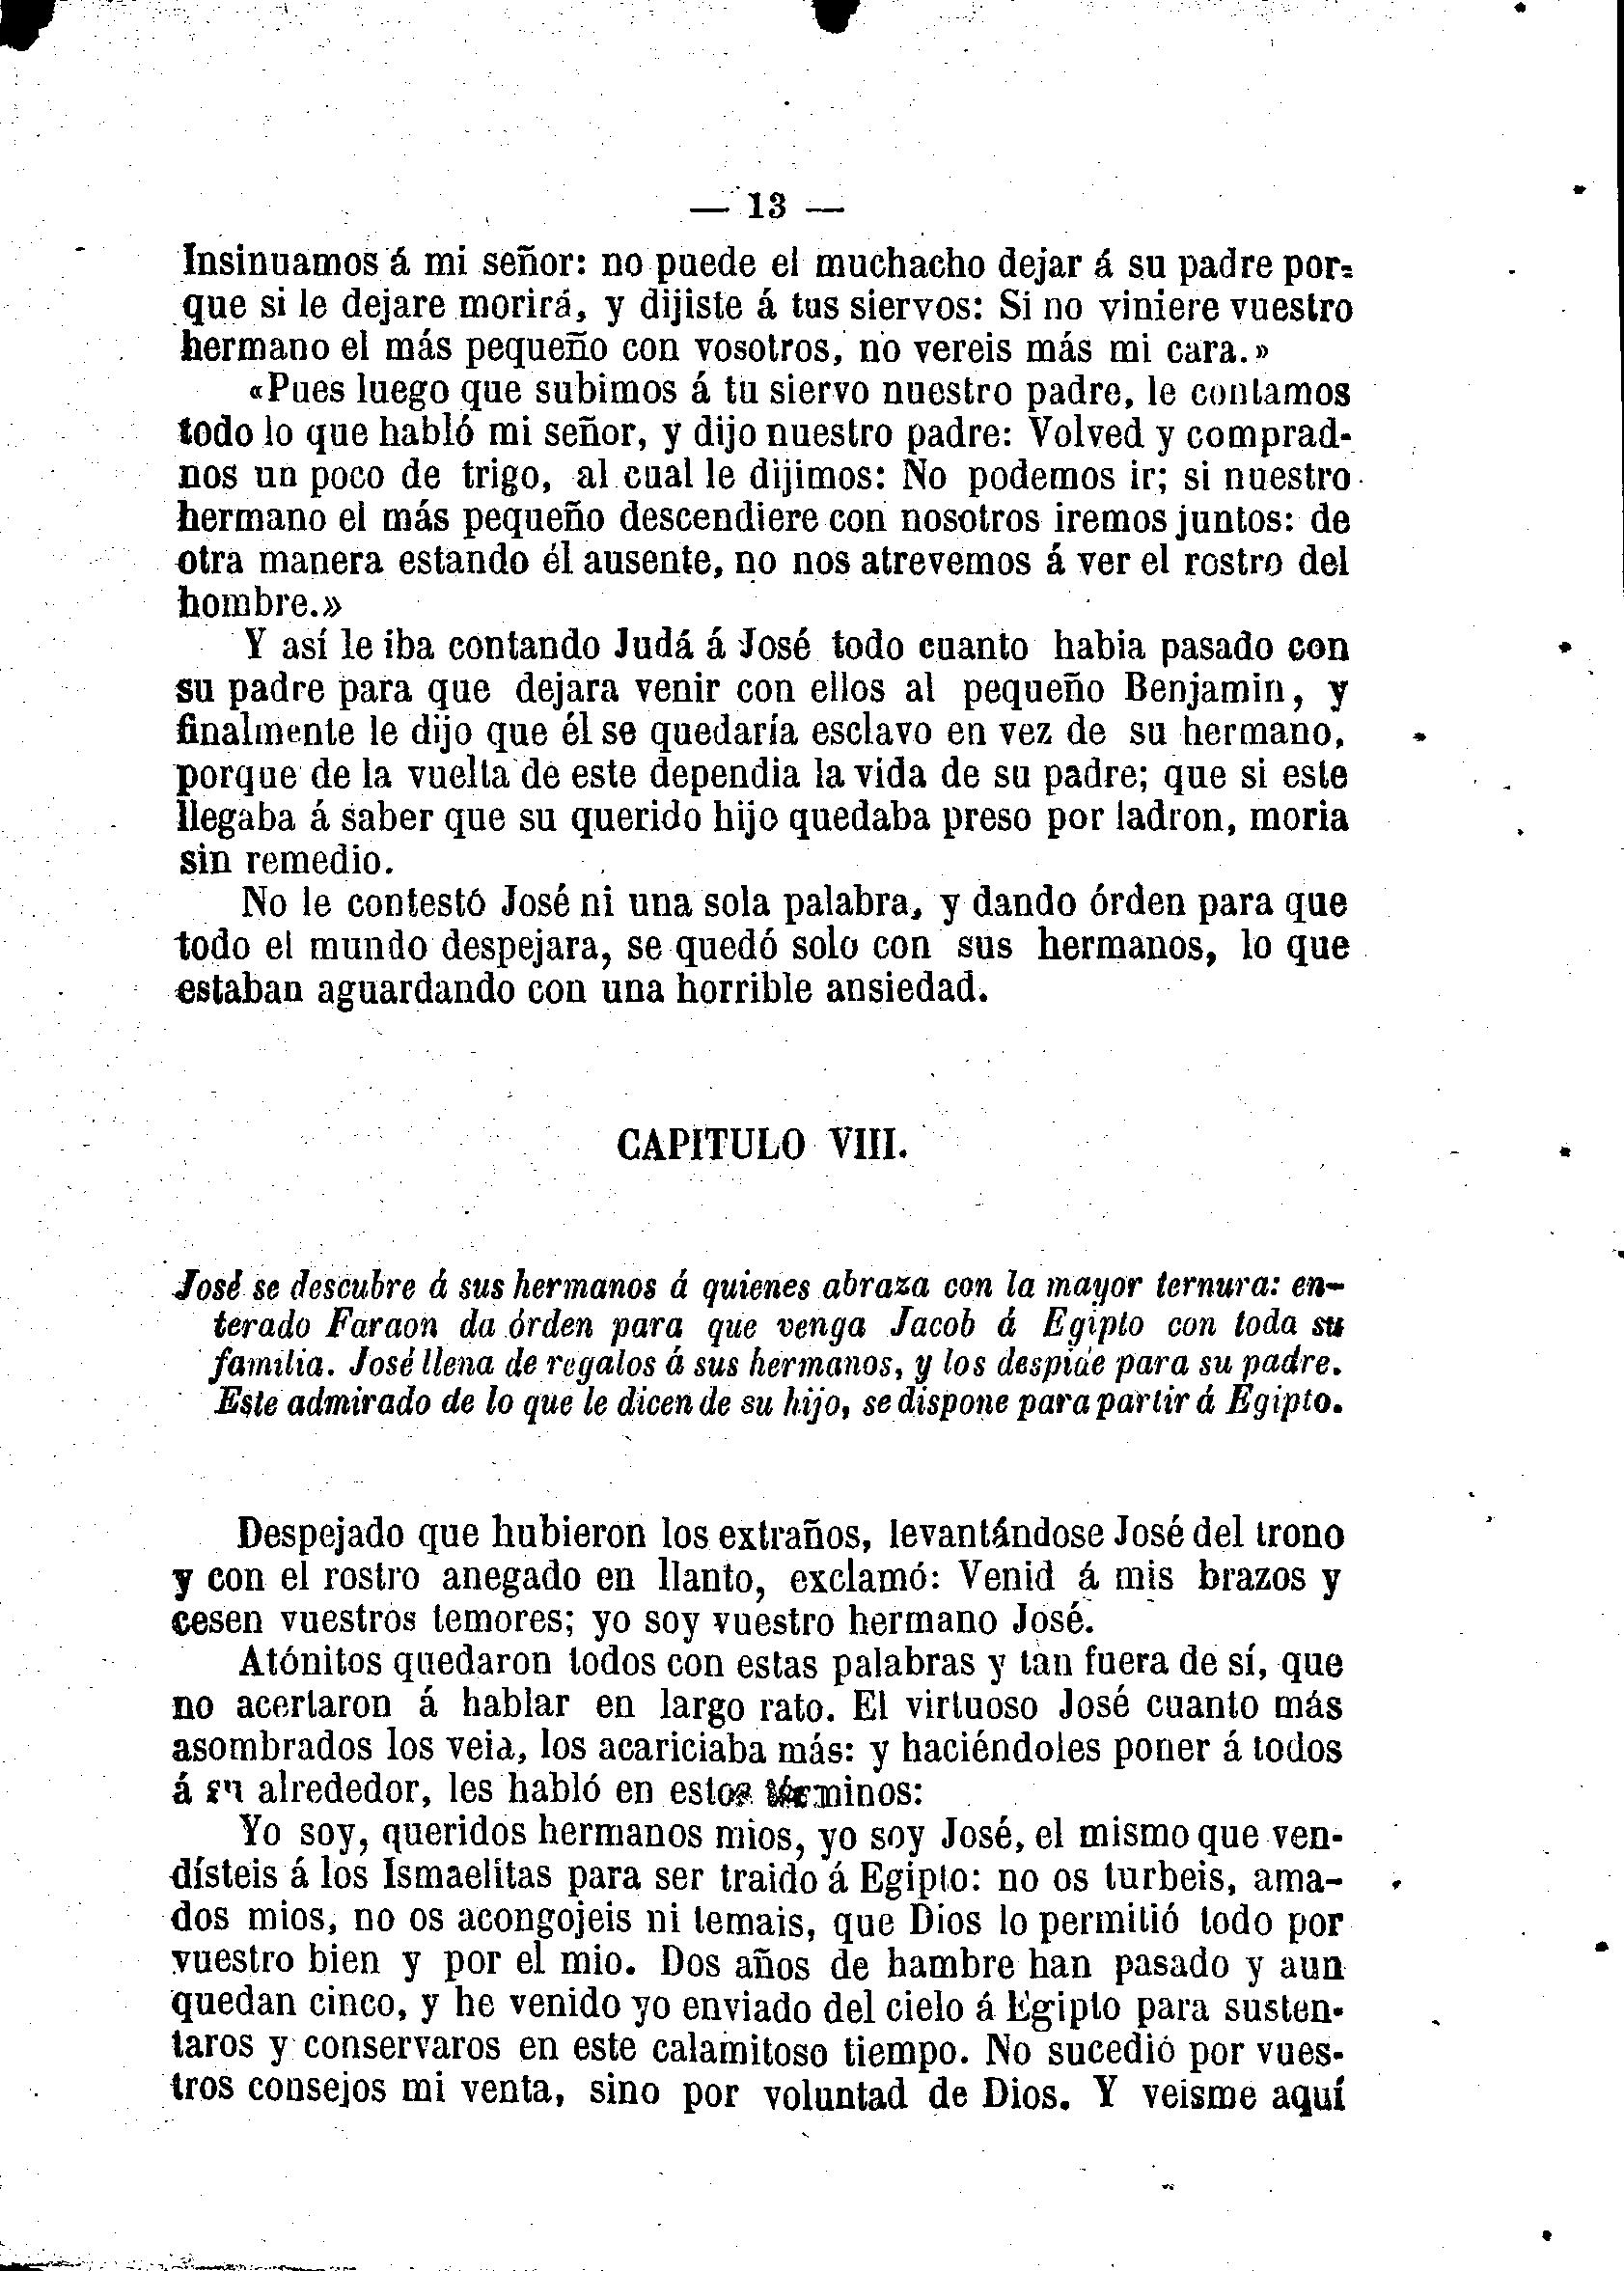 — 13 —
Insinuamos á mi señor: no puede el muchacho dejar á su padre por-
que si le dejare morirá, y dijiste á tus siervos: Si no viniere vuestro
hermano el más pequeño con vosotros, no vereis más mi cara.»
«Pues luego que subimos á tu siervo nuestro padre, le contamos
todo lo que habló mi señor, y dijo nuestro padre: Volved y comprad-
nos un poco de trigo, al cual le dijimos: No podemos ir; si nuestro
hermano el más pequeño descendiere con nosotros iremos juntos: de
otra manera estando él ausente, no nos atrevemos á ver el rostro del
hombre.»
Y así le iba contando Judá á José todo cuanto habia pasado con
su padre para que dejara venir con ellos al pequeño Benjamin, y
finalmente le dijo que él se quedaría esclavo en vez de su hermano,
porque de la vuelta de este dependia la vida de su padre; que si este
llegaba á saber que su querido hijo quedaba preso por ladron, moria
sin remedio.
No le contestó José ni una sola palabra, y dando órden para que
todo el mundo despejara, se quedó solo con sus hermanos, lo que
estaban aguardando con una horrible ansiedad.
CAPITULO VIII.
José se descubre á sus hermanos á quienes abraza con la mayor ternura: en-
terado Faraon da órden para que venga Jacob á Egipto con toda su
familia. José llena de regalos á sus hermanos, y los despide para su padre.
Este admirado de lo que le dicen de su hijo, se dispone para partir á Egipto.
Despejado que hubieron los extraños, levantándose José del trono
y con el rostro anegado en llanto, exclamó: Venid á mis brazos y
cesen vuestros temores; yo soy vuestro hermano José.
Atónitos quedaron todos con estas palabras y tan fuera de sí, que
no acertaron á hablar en largo rato. El virtuoso José cuanto más
asombrados los veia, los acariciaba más: y haciéndoles poner á todos
á su alrededor, les habló en estos términos:
Yo soy, queridos hermanos mios, yo soy José, el mismo que ven-
dísteis á los Ismaelitas para ser traido á Egipto: no os turbeis, ama-
dos mios, no os acongojeis ni temais, que Dios lo permitió todo por
vuestro bien y por el mio. Dos años de hambre han pasado y aun
quedan cinco, y he venido yo enviado del cielo á Egipto para susten-
taros y conservaros en este calamitoso tiempo. No sucedió por vues-
tros consejos mi venta, sino por voluntad de Dios. Y veisme aquí